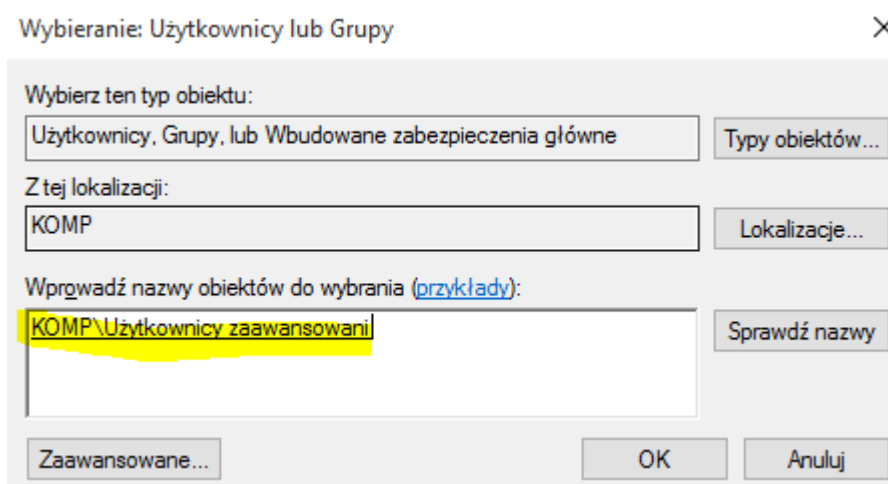 Wybieranie: Użytkownicy lub Grupy
Wybierz ten typ obiektu:
Użytkownicy, Grupy, lub Wbudowane zabezpieczenia główne
Typy obiektów...
Z tej lokalizacji:
KOMP
Lokalizacje...
Wprowadź nazwy obiektów do wybrania (przykłady):
KOMP\Użytkownicy zaawansowani
Sprawdź nazwy
Zaawansowane...
OK
Anuluj